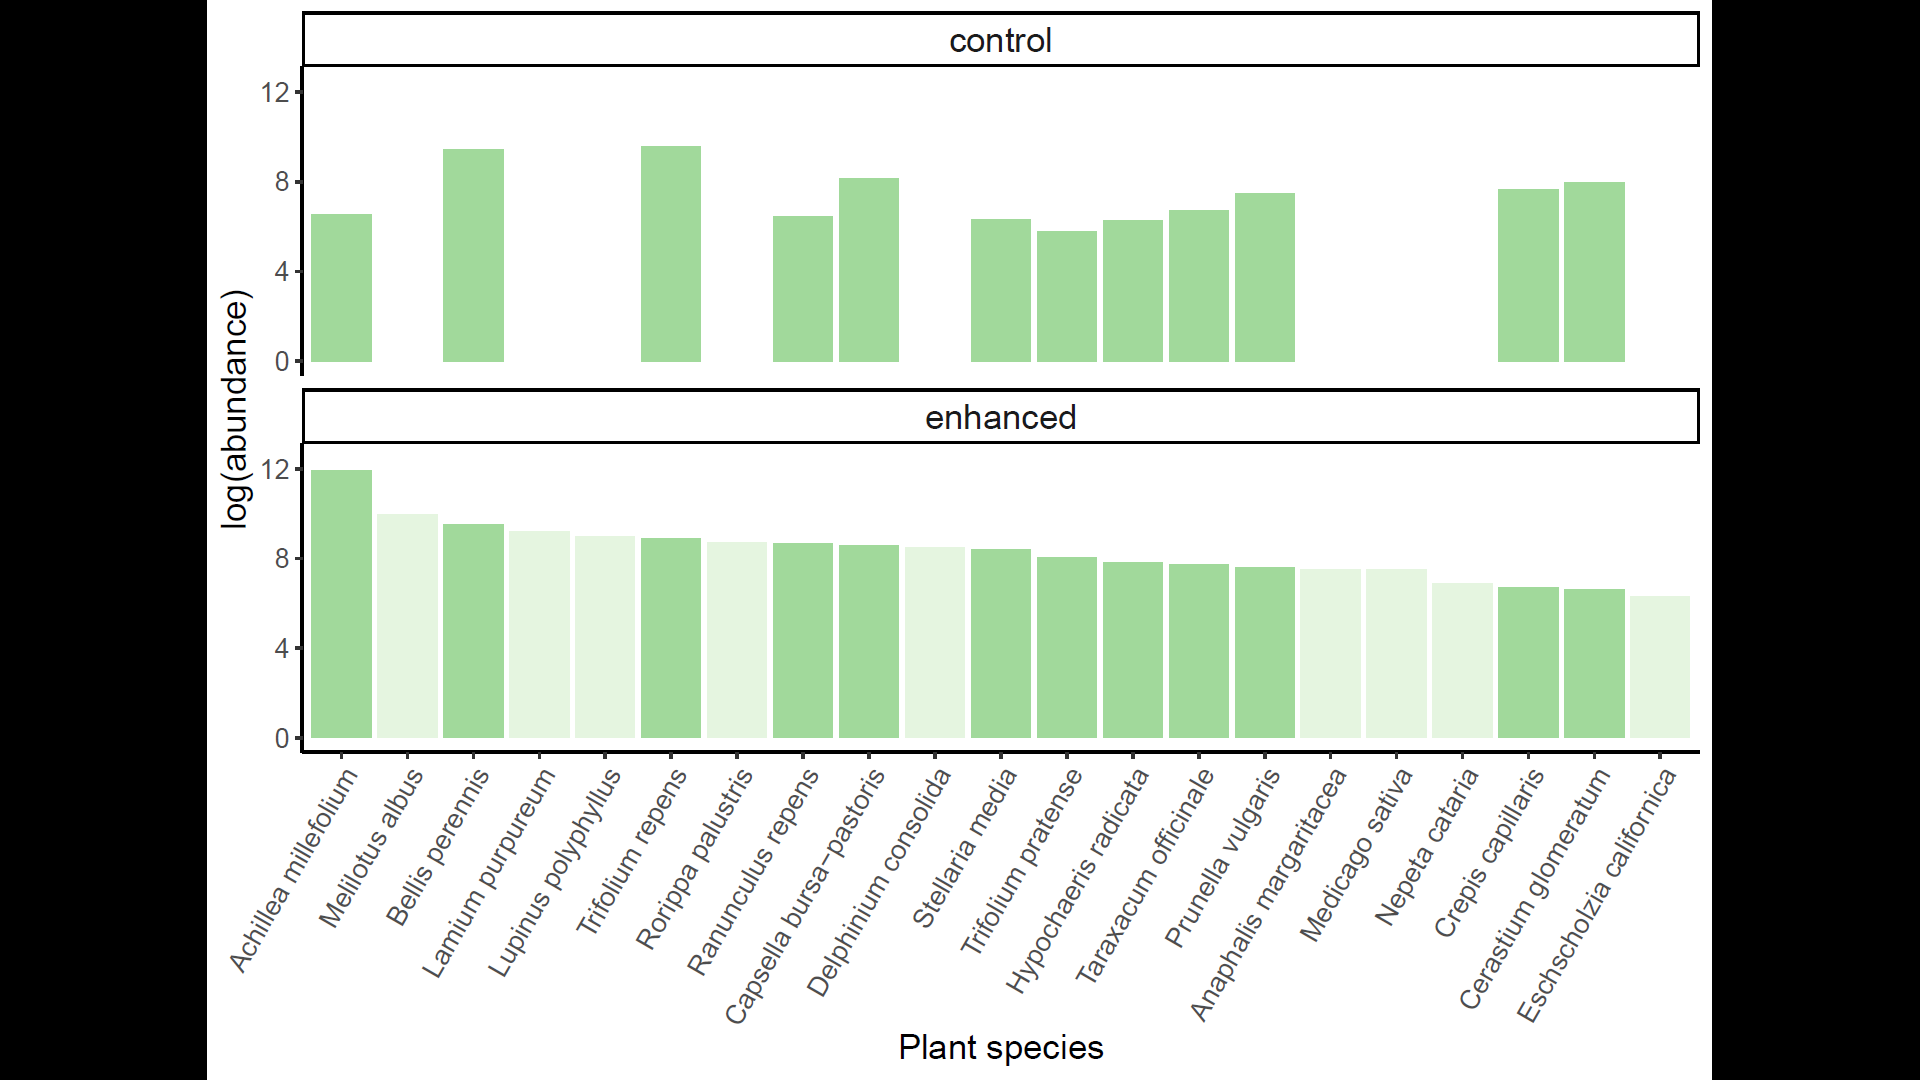 control
12
8
4
0
log(abundance)
enhanced
12
8
4
0
Achillea millefolium
Melilotus albus
Bellis perennis
Lamium purpureum
Lupinus polyphyllus
Trifolium repens
Rorippa palustris
Ranunculus repens
Capsella bursa−pastoris
Delphinium consolida
Stellaria media
Trifolium pratense
Hypochaeris radicata
Taraxacum officinale
Prunella vulgaris
Anaphalis margaritacea
Medicago sativa
Nepeta cataria
Crepis capillaris
Cerastium glomeratum
Eschscholzia californica
Plant species